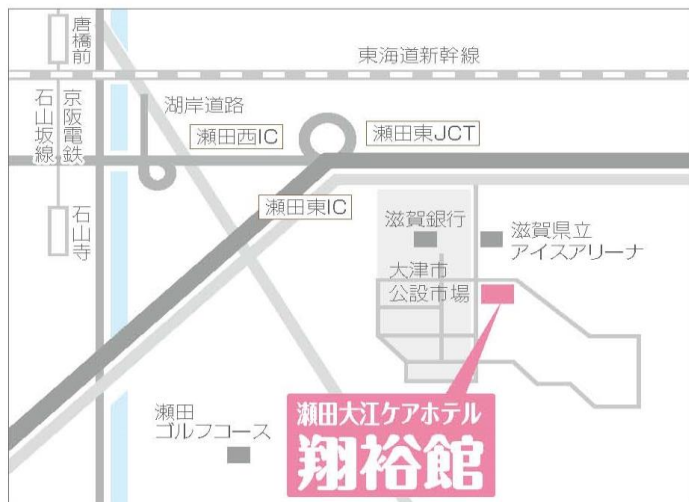 唐橋前
東海道新幹線
京阪電鉄
石山坂線
湖岸道路
瀬田西IC
瀬田東JCT
瀬田東IC
石山寺
滋賀銀行
滋賀県立
アイスアリーナ
大津市
公設市場
瀬田
ゴルフコース
瀬田大江ケアホテル
翔裕館